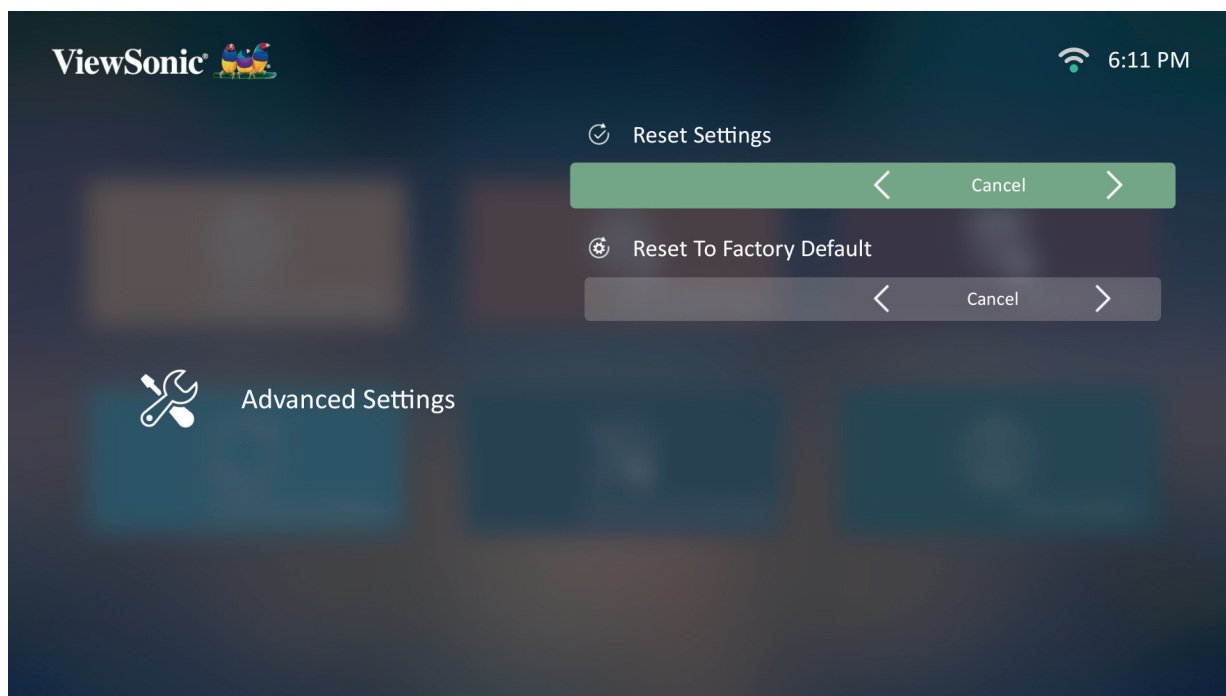 ViewSonic®
6:11 PM
Reset Settings
Cancel
Reset To Factory Default
Cancel
Advanced Settings